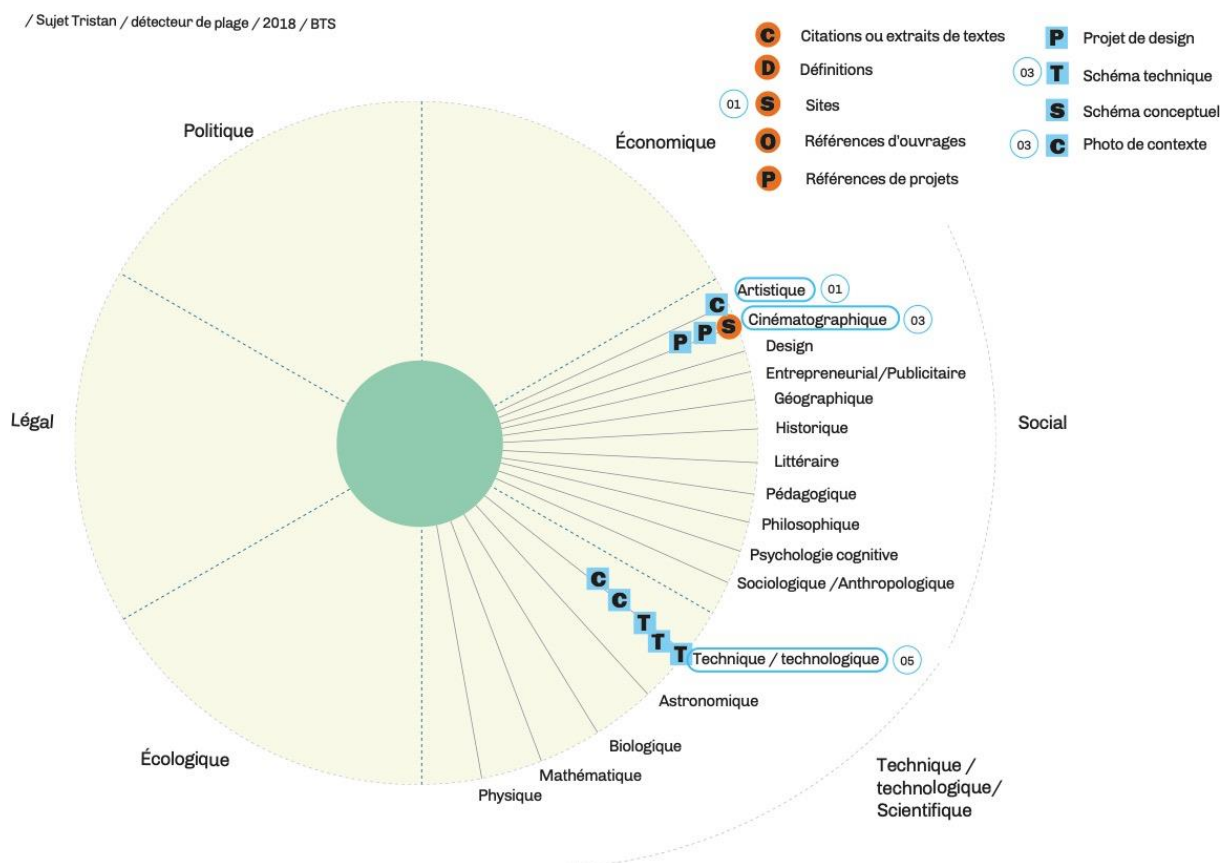 / Sujet Tristan / détecteur de plage / 2018 / BTS
C Citations ou extraits de textes
D Définitions
01 S Sites
O Références d'ouvrages
P Références de projets
P Projet de design
03 T Schéma technique
S Schéma conceptuel
03 C Photo de contexte
Politique
Économique
Légal
Écologique
Social
Technique /
technologique/
Scientifique
C Artistique 01
P P S Cinématographique 03
Design
Entrepreneurial/Publicitaire
Géographique
Historique
Littéraire
Pédagogique
Philosophique
Psychologie cognitive
Sociologique /Anthropologique
C C T T T Technique / technologique 05
Astronomique
Biologique
Mathématique
Physique